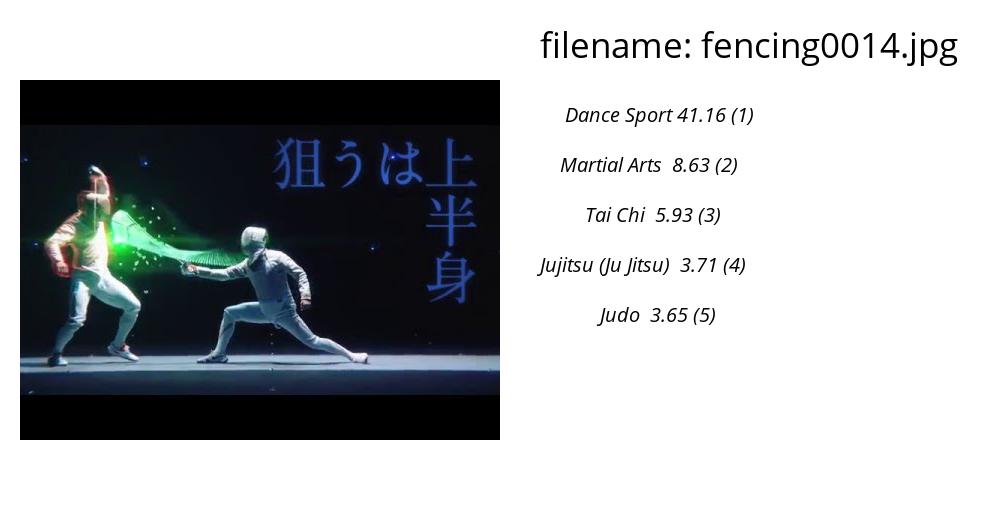 filename: fencing0014.jpg
狙うは上半身
Dance Sport 41.16 (1)
Martial Arts 8.63 (2)
Tai Chi 5.93 (3)
Jujitsu (Ju Jitsu) 3.71 (4)
Judo 3.65 (5)